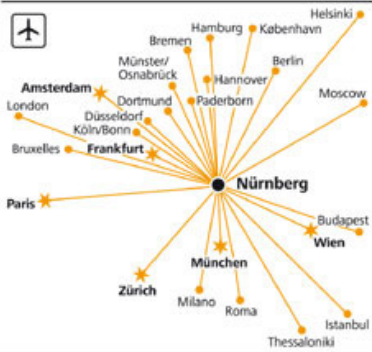 Helsinki
Hamburg
København
Bremen
Münster/
Osnabrück
Berlin
Hannover
Amsterdam
Moscow
Dortmund
Paderborn
London
Düsseldorf
Köln/Bonn
Bruxelles
Frankfurt
Nürnberg
Paris
Budapest
Wien
München
Zürich
Milano
Roma
Istanbul
Thessaloniki